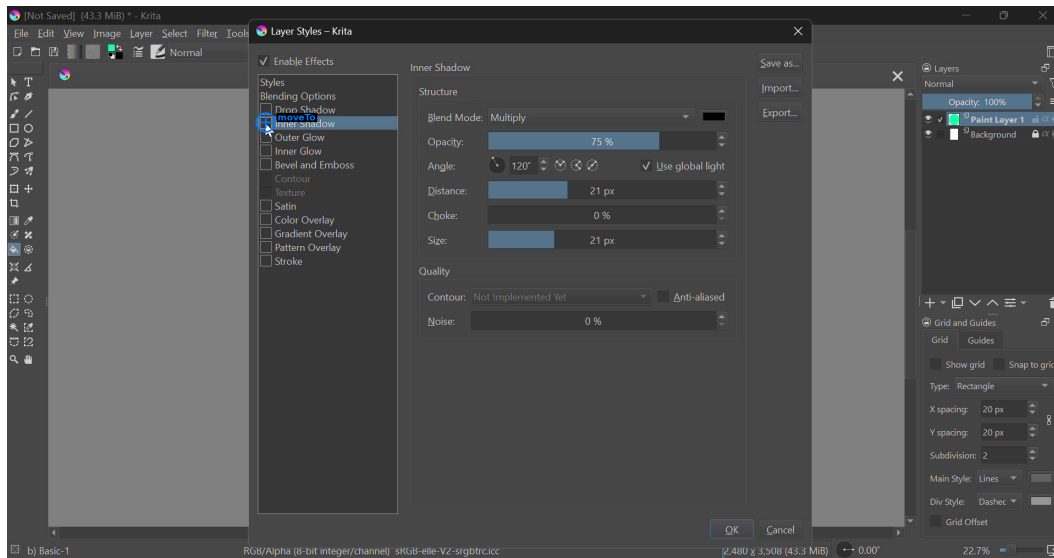 [Not Saved] (43.3 MiB) * - Krita
File Edit View Image Layer Select Filter Tools
Normal
Layer Styles – Krita
Enable Effects
Styles
Blending Options
Drop Shadow
moveTo
Inner Shadow
Outer Glow
Inner Glow
Bevel and Emboss
Contour
Texture
Satin
Color Overlay
Gradient Overlay
Pattern Overlay
Stroke
Inner Shadow
Structure
Blend Mode: Multiply
Opacity: 75 %
Angle: 120° Use global light
Distance: 21 px
Choke: 0 %
Size: 21 px
Quality
Contour: Not Implemented Yet Anti-aliased
Noise: 0 %
Save as...
Import...
Export...
OK Cancel
Layers
Normal
Opacity: 100%
Paint Layer 1
Background
Grid and Guides
Grid Guides
Show grid Snap to grid
Type: Rectangle
X spacing: 20 px
Y spacing: 20 px
Subdivision: 2
Main Style: Lines
Div Style: Dashec
Grid Offset
b) Basic-1
RGB/Alpha (8-bit integer/channel) sRGB-elle-V2-srgbtrc.icc
2,480 x 3,508 (43.3 MiB)
0.00°
22.7%